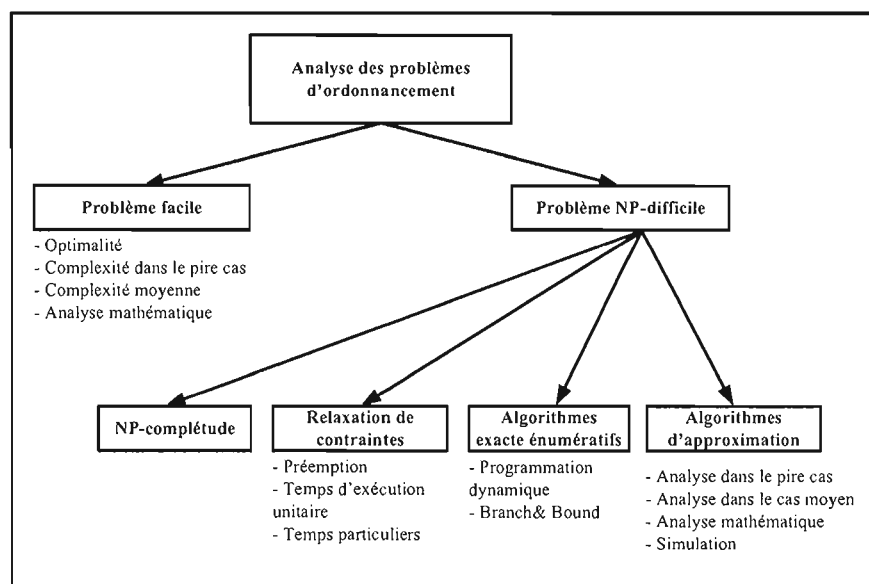 Analyse des problèmes
d'ordonnancement
Problème facile
- Optimalité
- Complexité dans le pire cas
- Complexité moyenne
- Analyse mathématique
Problème NP-difficile
NP-complétude
Relaxation de
contraintes
- Préemption
- Temps d'exécution
unitaire
- Temps particuliers
Algorithmes
exacte énumératifs
- Programmation
dynamique
- Branch& Bound
Algorithmes
d'approximation
- Analyse dans le pire cas
- Analyse dans le cas moyen
- Analyse mathématique
- Simulation